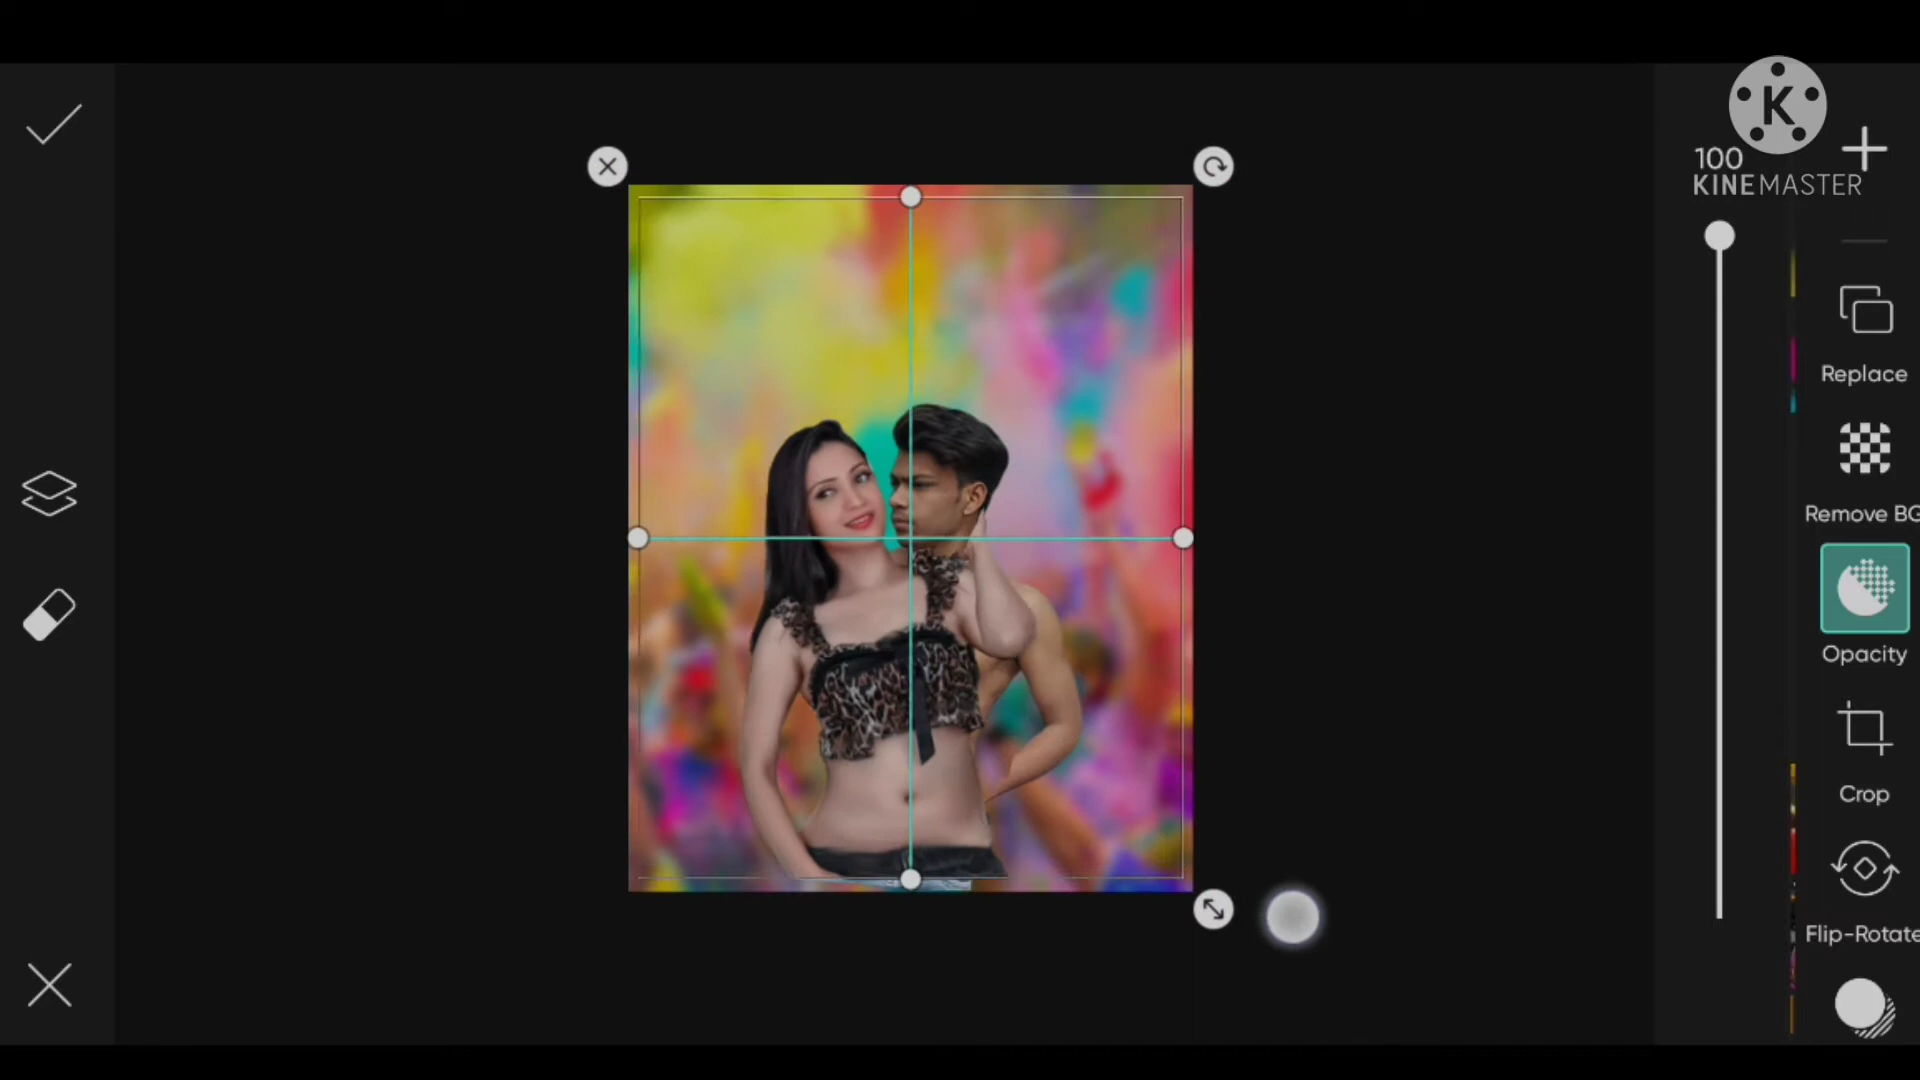 K
100
KINEMASTER
Replace
Remove BG
Opacity
Crop
Flip-Rotate